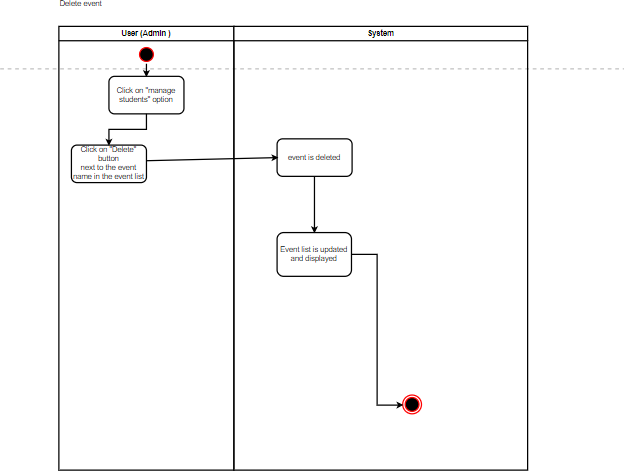 Delete event
User (Admin )
System
Click on "manage
students" option
Click on "Delete"
button
next to the event
name in the event list
event is deleted
Event list is updated
and displayed